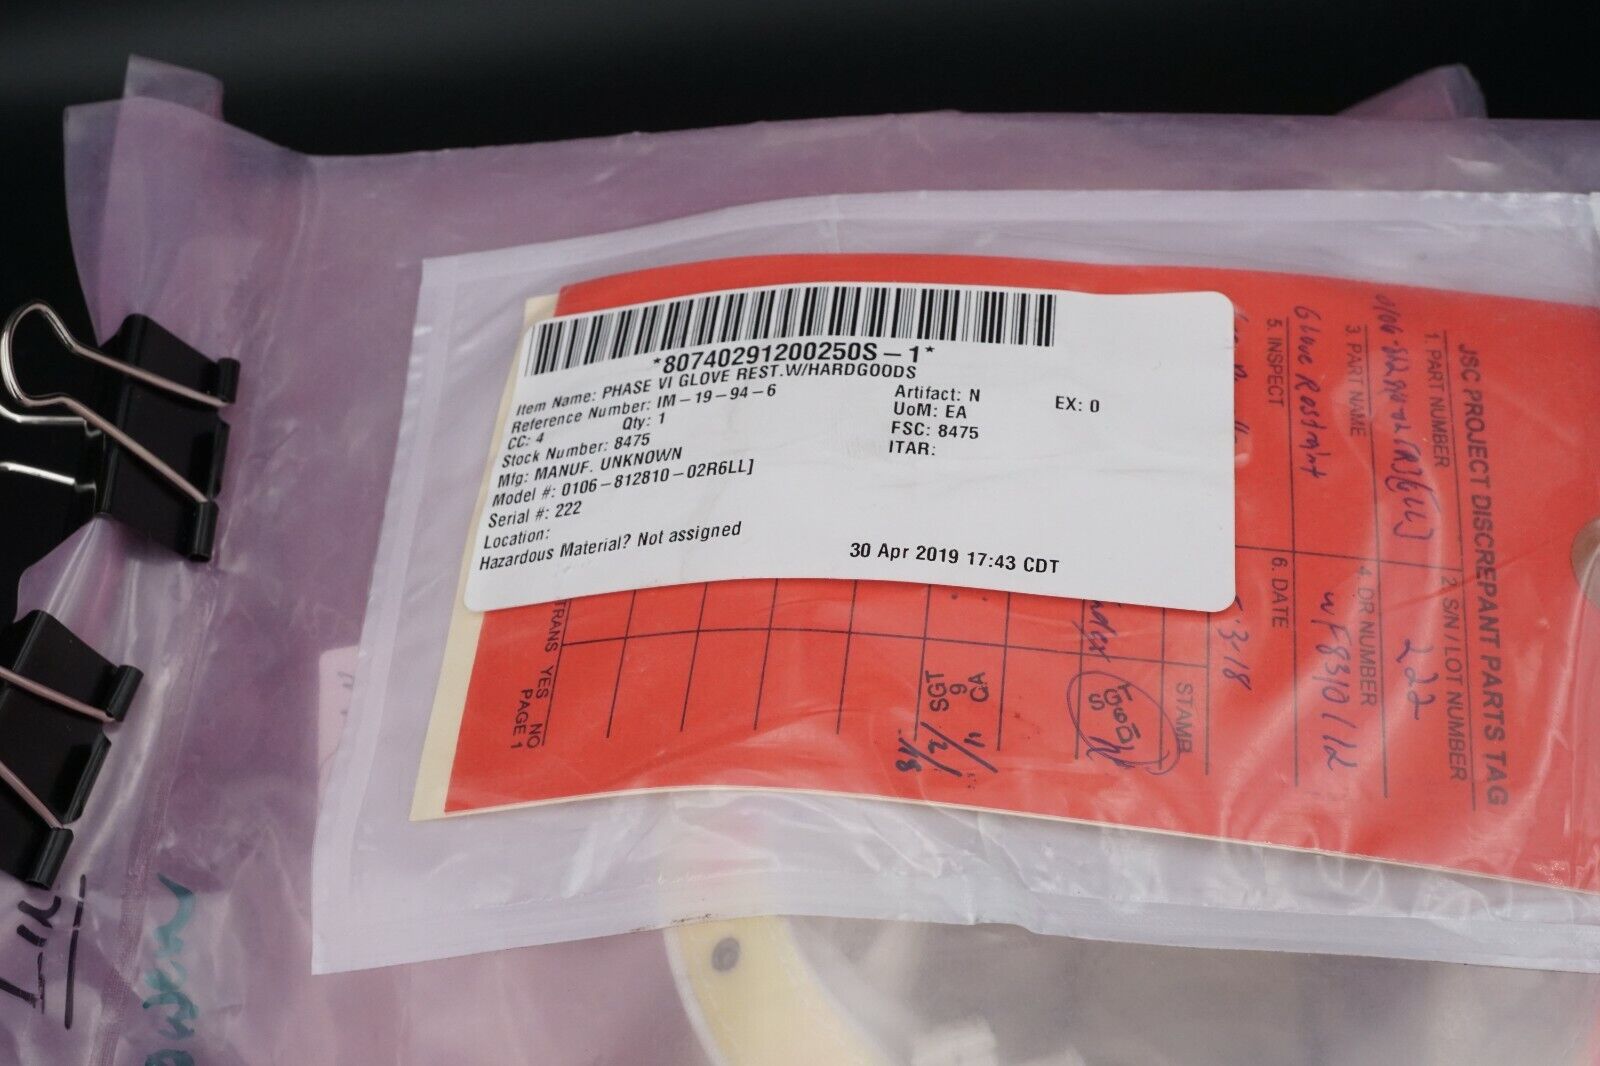 *80740291200250S-1*
Item Name: PHASE VI GLOVE REST.W/HARDGOODS
Reference Number: IM-19-94-6
CC: 4 Qty: 1
Stock Number: 8475
Mfg: MANUF. UNKNOWN
Model #: 0106-812810-02R6LL]
Serial #: 222
Location:
Hazardous Material? Not assigned
Artifact: N
UoM: EA
FSC: 8475
ITAR:
EX: 0
30 Apr 2019 17:43 CDT
JSC PROJECT DISCREPANT PARTS TAG
1. PART NUMBER
2. S/N / LOT NUMBER
222
3. PART NAME
Glove Restraint
4. DR NUMBER
5. INSPECT
6. DATE
3-18
STAMP
CA
6
SGT
TRANS YES NO
PAGE 1